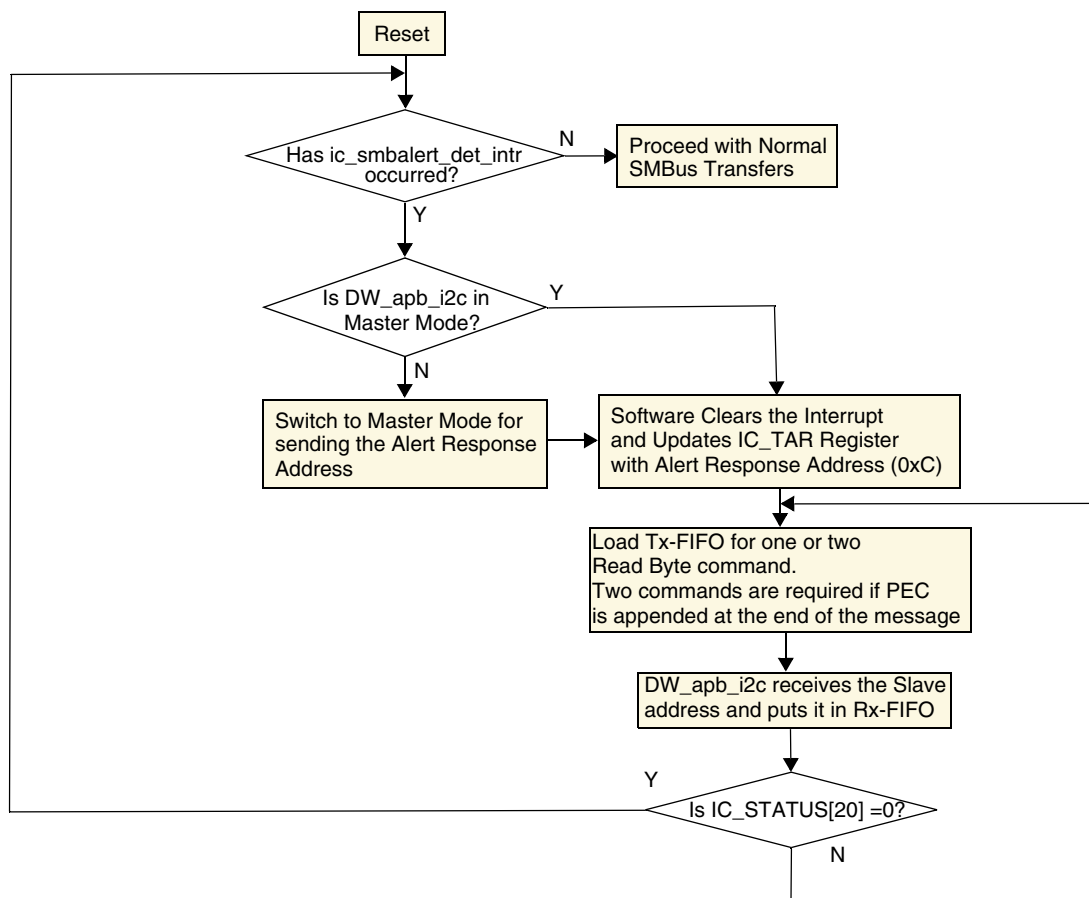 Reset
Has ic_smbalert_det_intr
occurred?
N
Proceed with Normal
SMBus Transfers
Y
Is DW_apb_i2c in
Master Mode?
Y
N
Switch to Master Mode for
sending the Alert Response
Address
Software Clears the Interrupt
and Updates IC_TAR Register
with Alert Response Address (0xC)
Load Tx-FIFO for one or two
Read Byte command.
Two commands are required if PEC
is appended at the end of the message
DW_apb_i2c receives the Slave
address and puts it in Rx-FIFO
Y
Is IC_STATUS[20] =0?
N